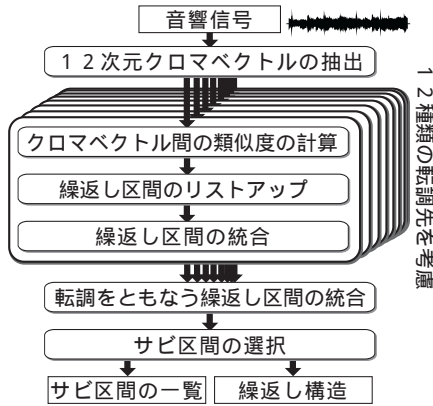 音響信号
１２次元クロマベクトルの抽出
１２種類の転調先を考慮
クロマベクトル間の類似度の計算
繰返し区間のリストアップ
繰返し区間の統合
転調をともなう繰返し区間の統合
サビ区間の選択
サビ区間の一覧
繰返し構造